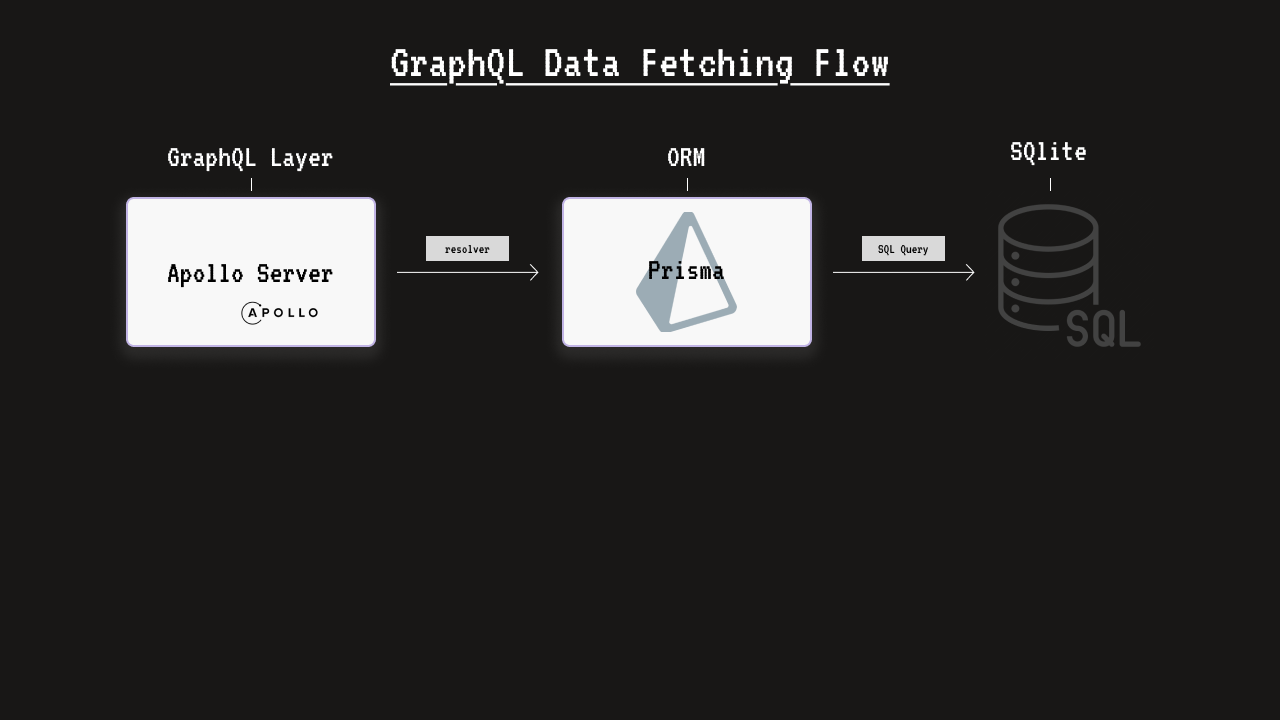 GraphQL Data Fetching Flow
GraphQL Layer
ORM
SQlite
Apollo Server
APOLLO
resolver
Prisma
SQL Query
SQL